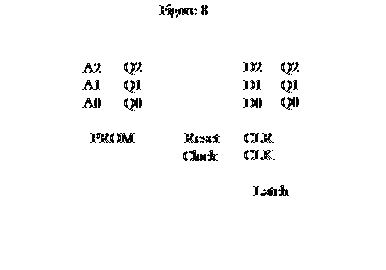 Figure 8
A2 Q2 D2 Q2
A1 Q1 D1 Q1
A0 Q0 D0 Q0
PROM Reset CLR
Clock CLK
Latch